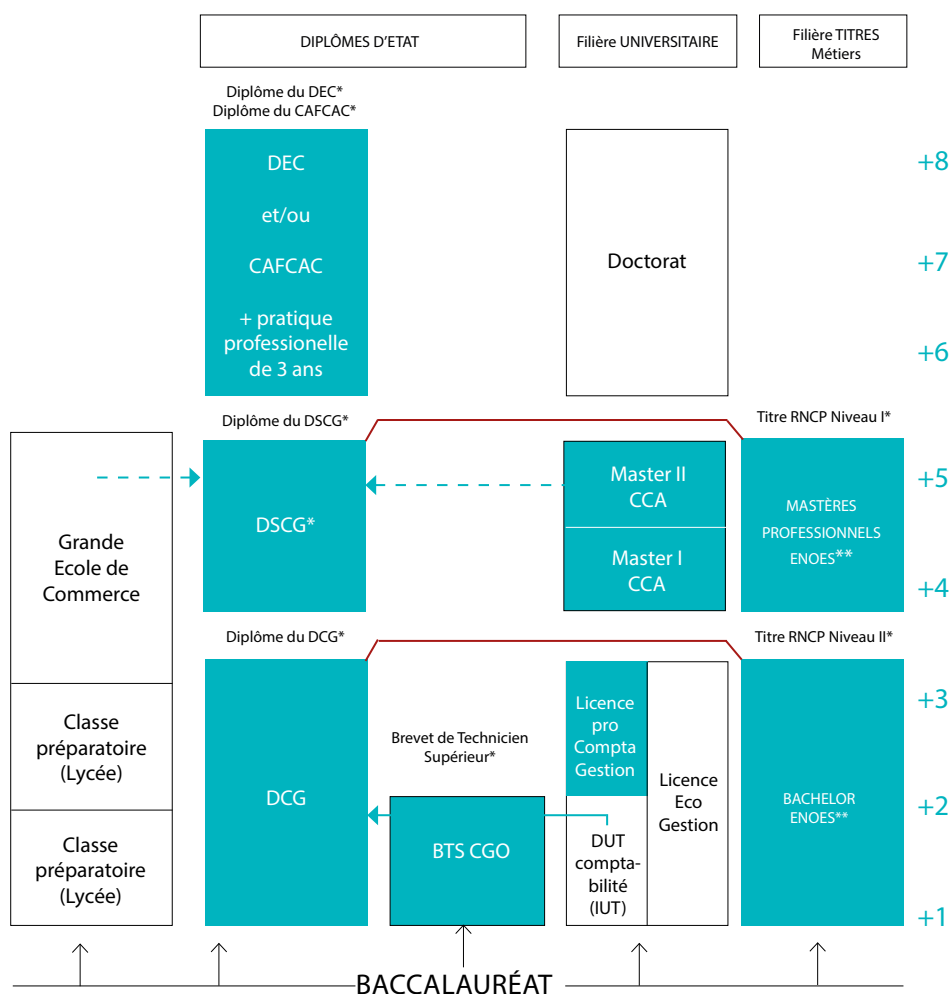 DIPLÔMES D'ETAT
Filière UNIVERSITAIRE
Filière TITRES
Métiers
Diplôme du DEC*
Diplôme du CAFCAC*
DEC
et/ou
CAFCAC
+ pratique
professionelle
de 3 ans
Doctorat
+8
+7
+6
Diplôme du DSCG*
Titre RNCP Niveau I*
Grande
Ecole de
Commerce
DSCG*
Master II
CCA
Master I
CCA
MASTÈRES
PROFESSIONNELS
ENOES**
+5
+4
Diplôme du DCG*
Titre RNCP Niveau II*
Classe
préparatoire
(Lycée)
Classe
préparatoire
(Lycée)
DCG
Brevet de Technicien
Supérieur*
BTS CGO
Licence
pro
Compta
Gestion
DUT
compta-
bilité
(IUT)
Licence
Eco
Gestion
BACHELOR
ENOES**
+3
+2
+1
BACCALAURÉAT